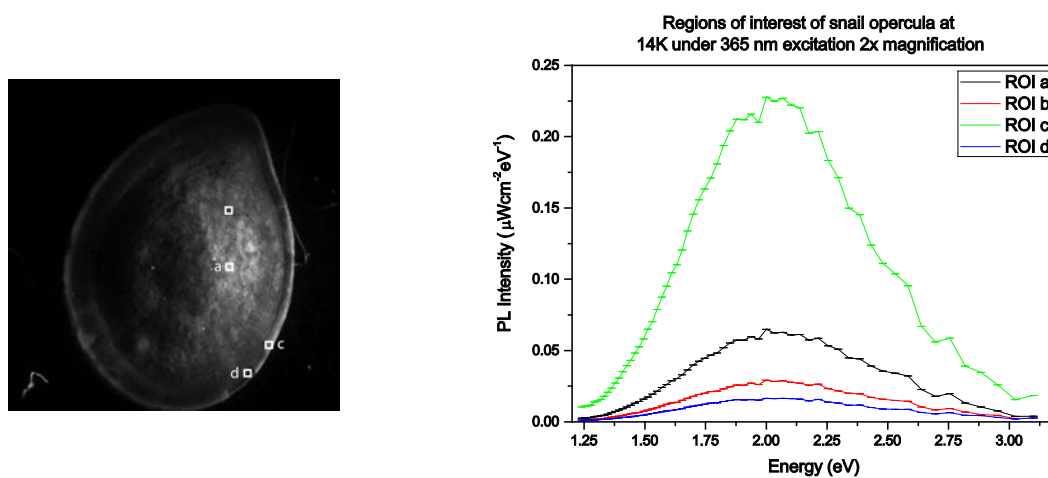 a
c
d
Regions of interest of snail opercula at
14K under 365 nm excitation 2x magnification
PL Intensity ( μWcm⁻²eV⁻¹)
0.25
0.20
0.15
0.10
0.05
0.00
ROI a
ROI b
ROI c
ROI d
1.25 1.50 1.75 2.00 2.25 2.50 2.75 3.00
Energy (eV)